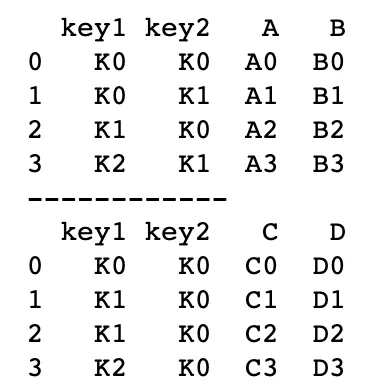 key1 key2 A B
0 K0 K0 A0 B0
1 K0 K1 A1 B1
2 K1 K0 A2 B2
3 K2 K1 A3 B3
------------
key1 key2 C D
0 K0 K0 C0 D0
1 K1 K0 C1 D1
2 K1 K0 C2 D2
3 K2 K0 C3 D3